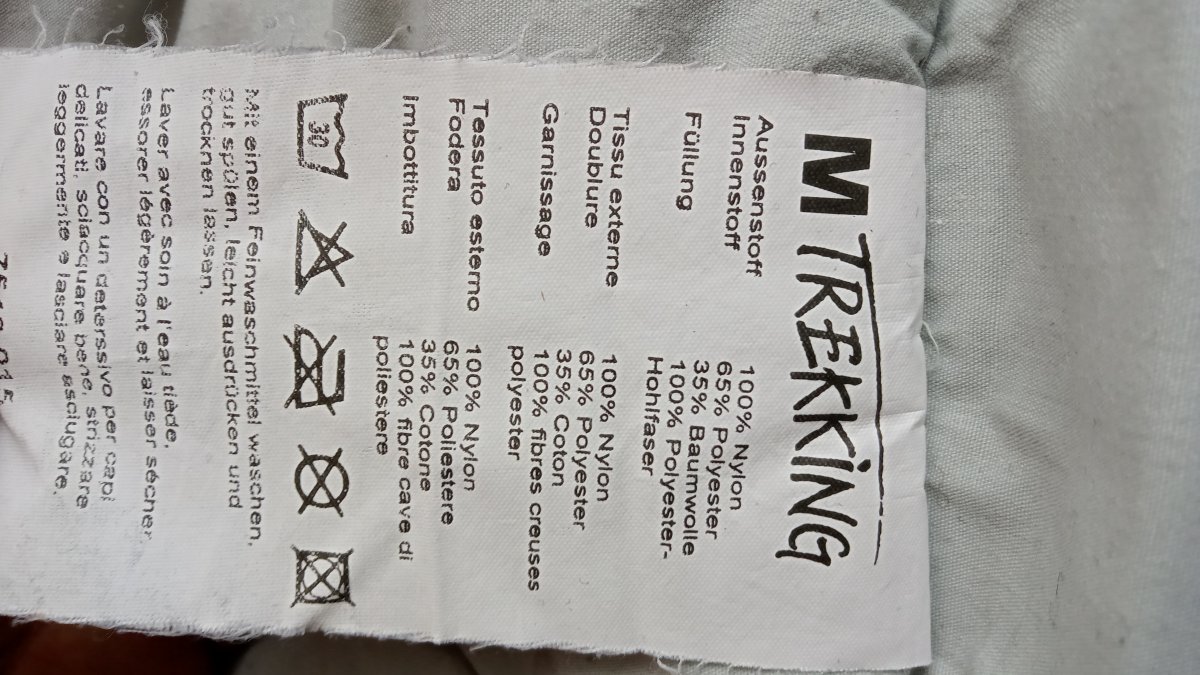 M TREKKING
Aussenstoff 100% Nylon
Innenstoff 65% Polyester
35% Baumwolle
Füllung 100% Polyester-
Hohlfaser
Tissu externe 100% Nylon
Doublure 65% Polyester
35% Coton
Garnissage 100% fibres creuses
polyester
Tessuto esterno 100% Nylon
Fodera 65% Poliestere
35% Cotone
Imbottitura 100% fibre cave di
poliestere
30
Mit einem Feinwaschmittel waschen,
gut spülen, leicht ausdrücken und
trocknen lassen.
Laver avec soin à l'eau tiède,
essorer légèrement et laisser sécher
Lavare con un deterssivo per capi
delicati, sciacquare bene, strizzare
leggermente e lasciare asciugare.